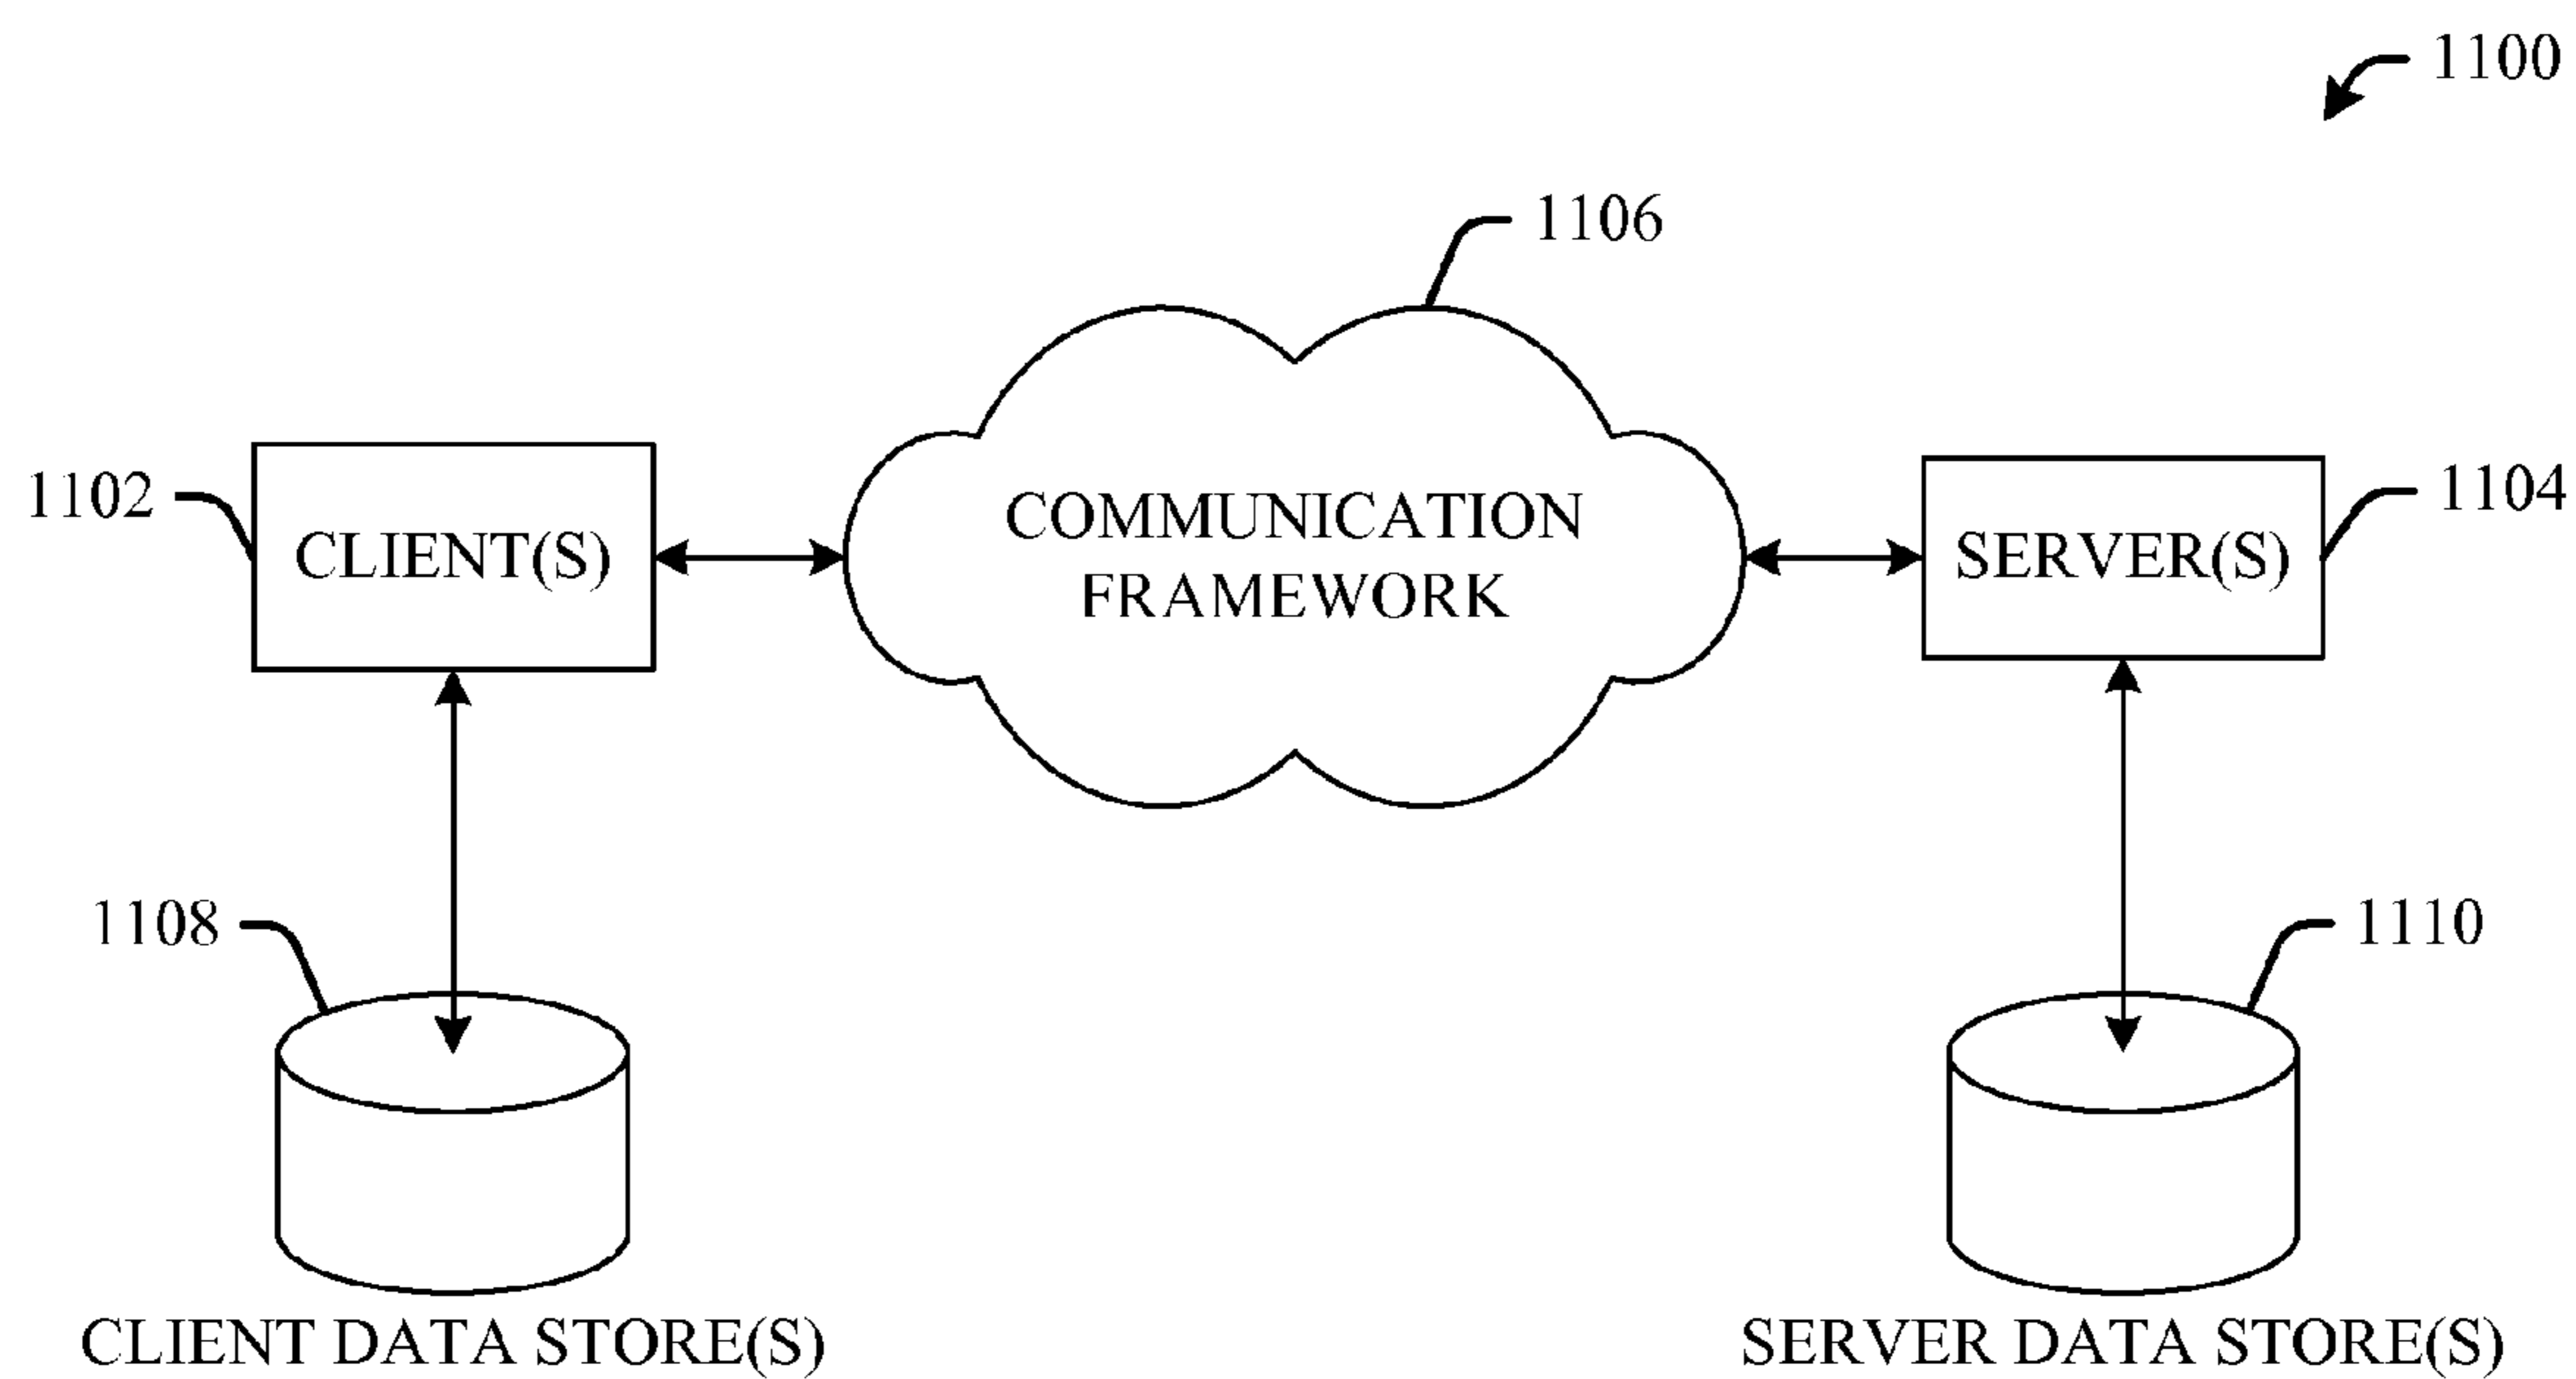 1100
1106
1102
CLIENT(S)
COMMUNICATION
FRAMEWORK
SERVER(S)
1104
1108
1110
CLIENT DATA STORE(S)
SERVER DATA STORE(S)